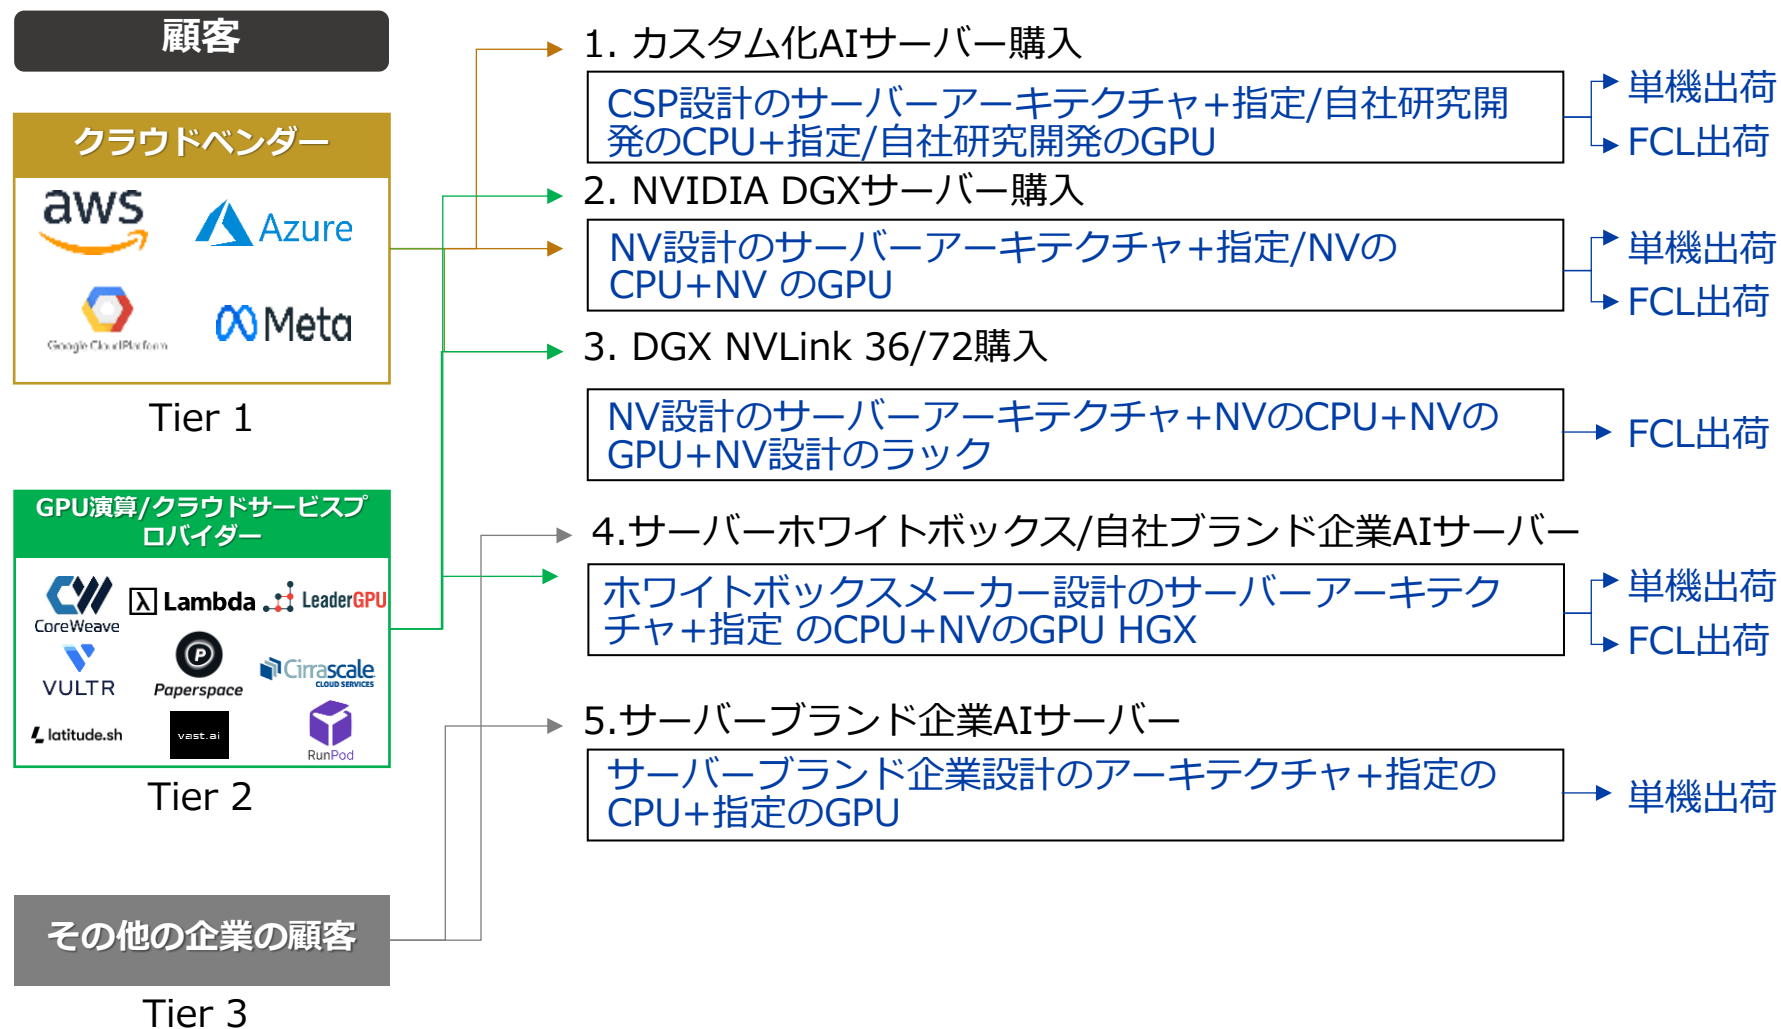 顧客
クラウドベンダー
aws
Azure
Google Cloud Platform
Meta
Tier 1
GPU演算/クラウドサービスプ
ロバイダー
CoreWeave
Lambda
LeaderGPU
VULTR
Paperspace
Cirrascale
CLOUD SERVICES
latitude.sh
vast.ai
RunPod
Tier 2
その他の企業の顧客
Tier 3
1. カスタム化AIサーバー購入
CSP設計のサーバーアーキテクチャ+指定/自社研究開
発のCPU+指定/自社研究開発のGPU
単機出荷
FCL出荷
2. NVIDIA DGXサーバー購入
NV設計のサーバーアーキテクチャ+指定/NVの
CPU+NV のGPU
単機出荷
FCL出荷
3. DGX NVLink 36/72購入
NV設計のサーバーアーキテクチャ+NVのCPU+NVの
GPU+NV設計のラック
FCL出荷
4.サーバーホワイトボックス/自社ブランド企業AIサーバー
ホワイトボックスメーカー設計のサーバーアーキテク
チャ+指定 のCPU+NVのGPU HGX
単機出荷
FCL出荷
5.サーバーブランド企業AIサーバー
サーバーブランド企業設計のアーキテクチャ+指定の
CPU+指定のGPU
単機出荷